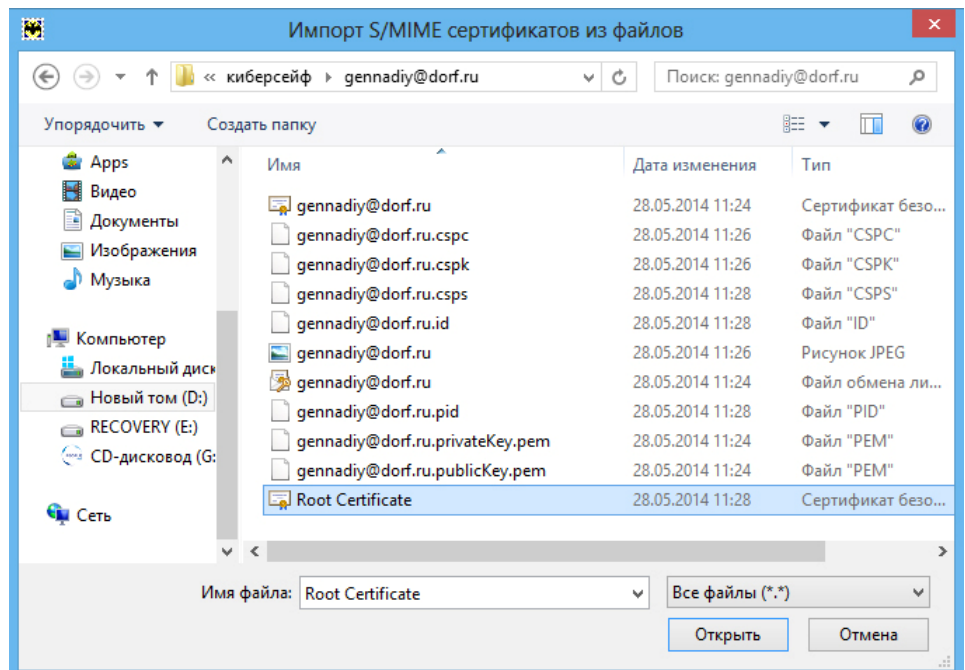 Импорт S/MIME сертификатов из файлов
« киберсейф gennadiy@dorf.ru Поиск: gennadiy@dorf.ru
Упорядочить Создать папку
Имя Дата изменения Тип
Apps
Видео
Документы
Изображения
Музыка
Компьютер
Локальный диск
Новый том (D:)
RECOVERY (E:)
CD-дисковод (G:
Сеть
gennadiy@dorf.ru 28.05.2014 11:24 Сертификат безо...
gennadiy@dorf.ru.cspc 28.05.2014 11:26 Файл "CSPC"
gennadiy@dorf.ru.cspk 28.05.2014 11:26 Файл "CSPK"
gennadiy@dorf.ru.csps 28.05.2014 11:28 Файл "CSPS"
gennadiy@dorf.ru.id 28.05.2014 11:28 Файл "ID"
gennadiy@dorf.ru 28.05.2014 11:26 Рисунок JPEG
gennadiy@dorf.ru 28.05.2014 11:24 Файл обмена ли...
gennadiy@dorf.ru.pid 28.05.2014 11:28 Файл "PID"
gennadiy@dorf.ru.privateKey.pem 28.05.2014 11:24 Файл "PEM"
gennadiy@dorf.ru.publicKey.pem 28.05.2014 11:24 Файл "PEM"
Root Certificate 28.05.2014 11:28 Сертификат безо...
Имя файла: Root Certificate Все файлы (*.*)
Открыть Отмена